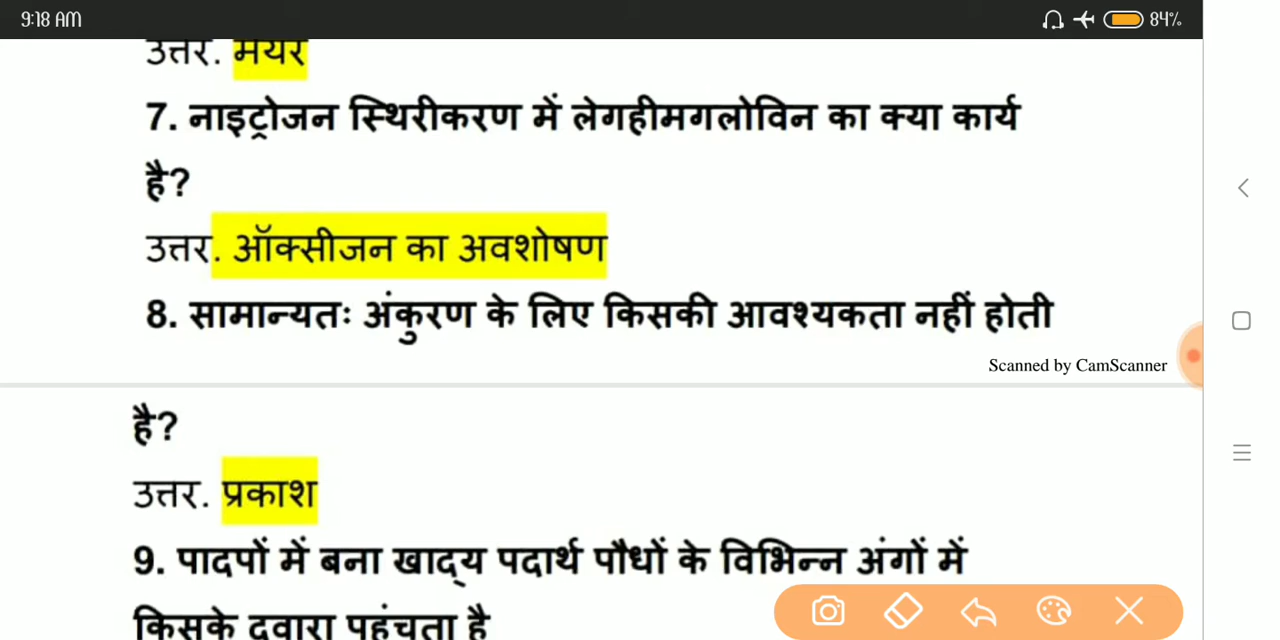 9:18 AM
84%
उत्तर. मेयर
7. नाइट्रोजन स्थिरीकरण में लेगहीमगलोविन का क्या कार्य
है?
उत्तर. ऑक्सीजन का अवशोषण
8. सामान्यतः अंकुरण के लिए किसकी आवश्यकता नहीं होती
Scanned by CamScanner
है?
उत्तर. प्रकाश
9. पादपों में बना खाद्य पदार्थ पौधों के विभिन्न अंगों में
किसके द्वारा पहुंचता है